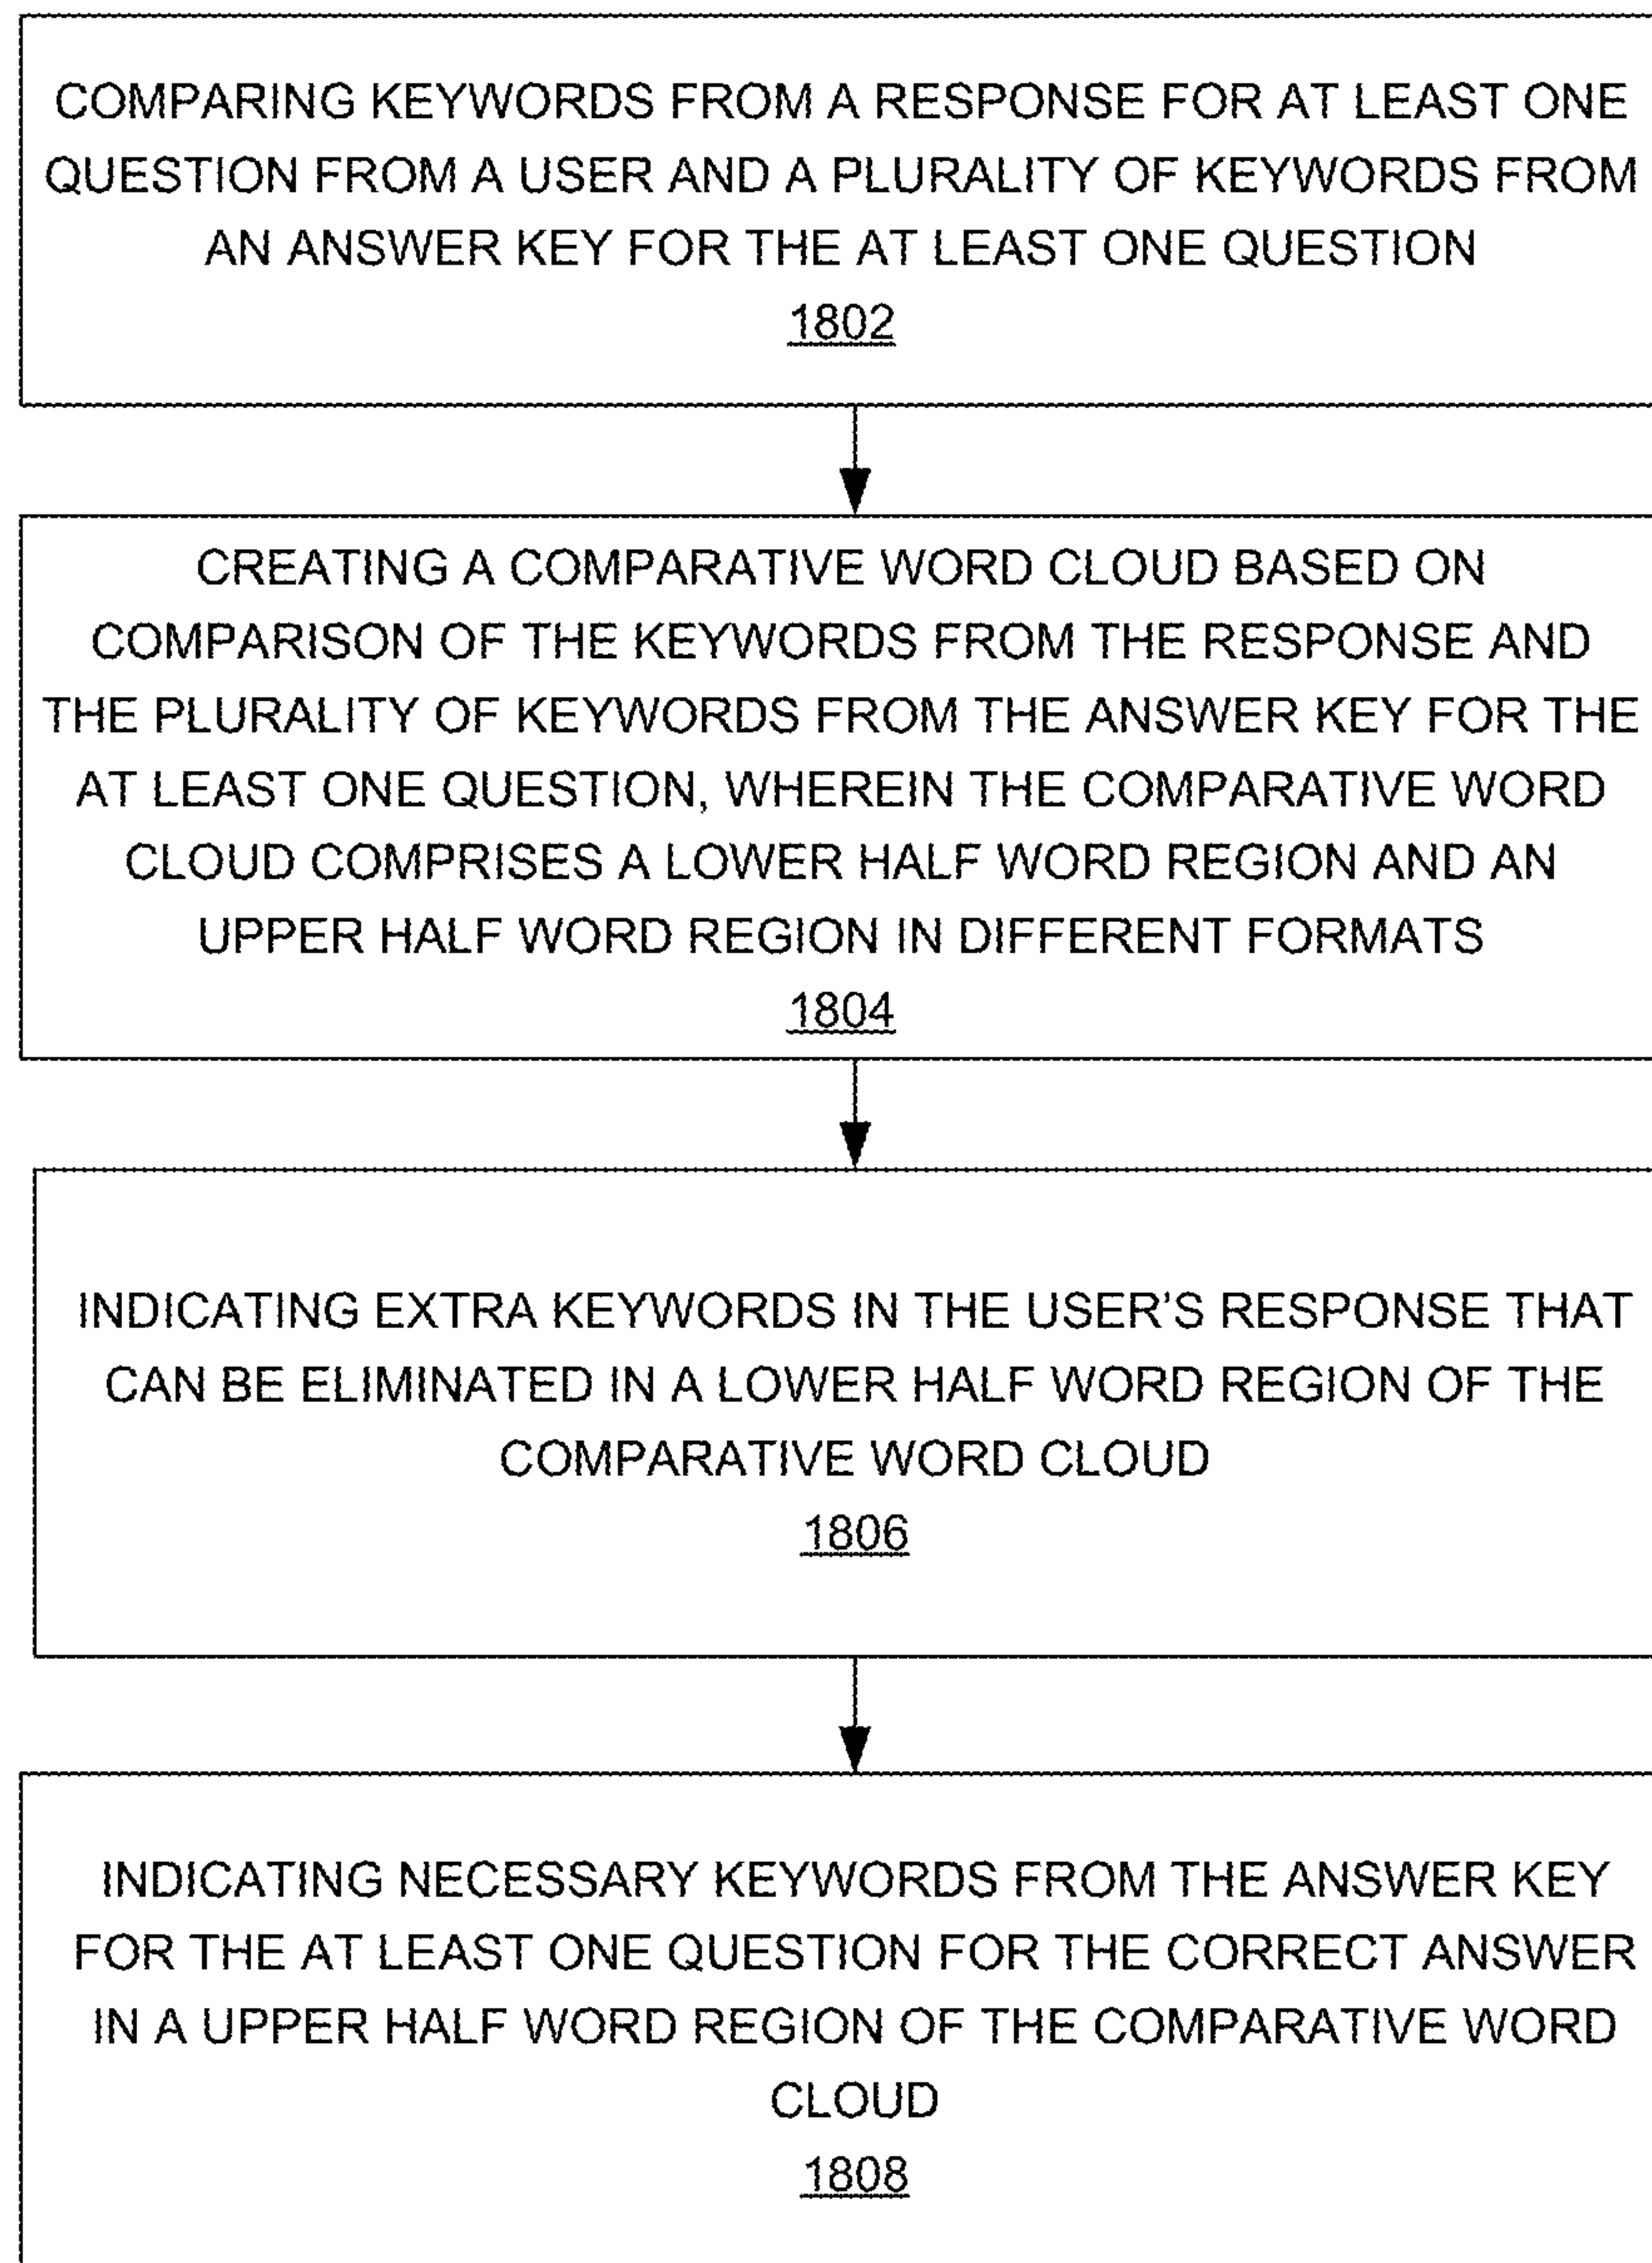 COMPARING KEYWORDS FROM A RESPONSE FOR AT LEAST ONE
QUESTION FROM A USER AND A PLURALITY OF KEYWORDS FROM
AN ANSWER KEY FOR THE AT LEAST ONE QUESTION
1802
CREATING A COMPARATIVE WORD CLOUD BASED ON
COMPARISON OF THE KEYWORDS FROM THE RESPONSE AND
THE PLURALITY OF KEYWORDS FROM THE ANSWER KEY FOR THE
AT LEAST ONE QUESTION, WHEREIN THE COMPARATIVE WORD
CLOUD COMPRISES A LOWER HALF WORD REGION AND AN
UPPER HALF WORD REGION IN DIFFERENT FORMATS
1804
INDICATING EXTRA KEYWORDS IN THE USER'S RESPONSE THAT
CAN BE ELIMINATED IN A LOWER HALF WORD REGION OF THE
COMPARATIVE WORD CLOUD
1806
INDICATING NECESSARY KEYWORDS FROM THE ANSWER KEY
FOR THE AT LEAST ONE QUESTION FOR THE CORRECT ANSWER
IN A UPPER HALF WORD REGION OF THE COMPARATIVE WORD
CLOUD
1808